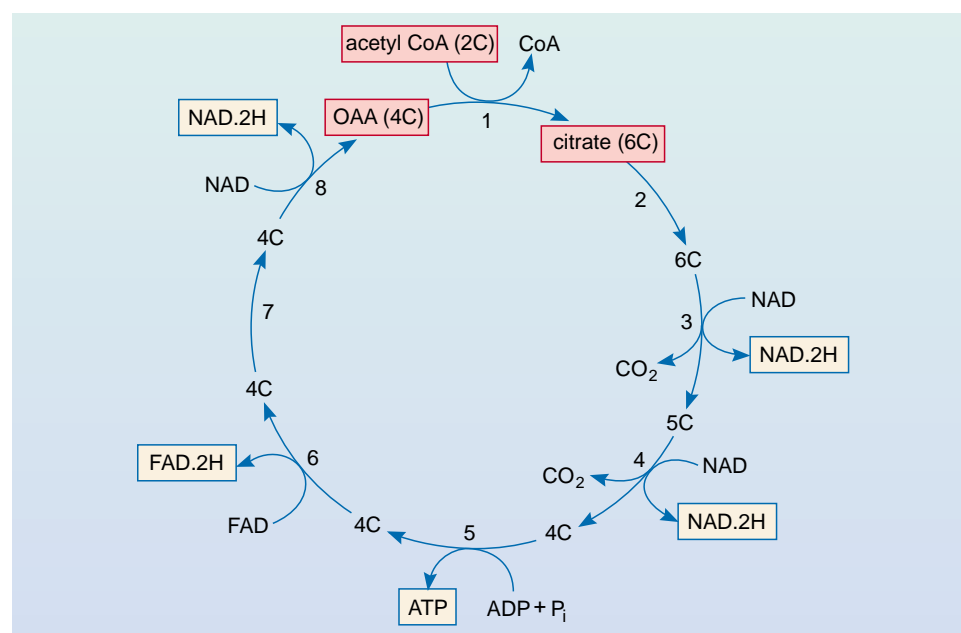 acetyl CoA (2C)
CoA
OAA (4C)
1
citrate (6C)
2
6C
3
NAD
NAD.2H
CO₂
5C
4
NAD
CO₂
NAD.2H
4C
5
ADP + Pᵢ
ATP
4C
6
FAD
FAD.2H
4C
7
4C
8
NAD
NAD.2H